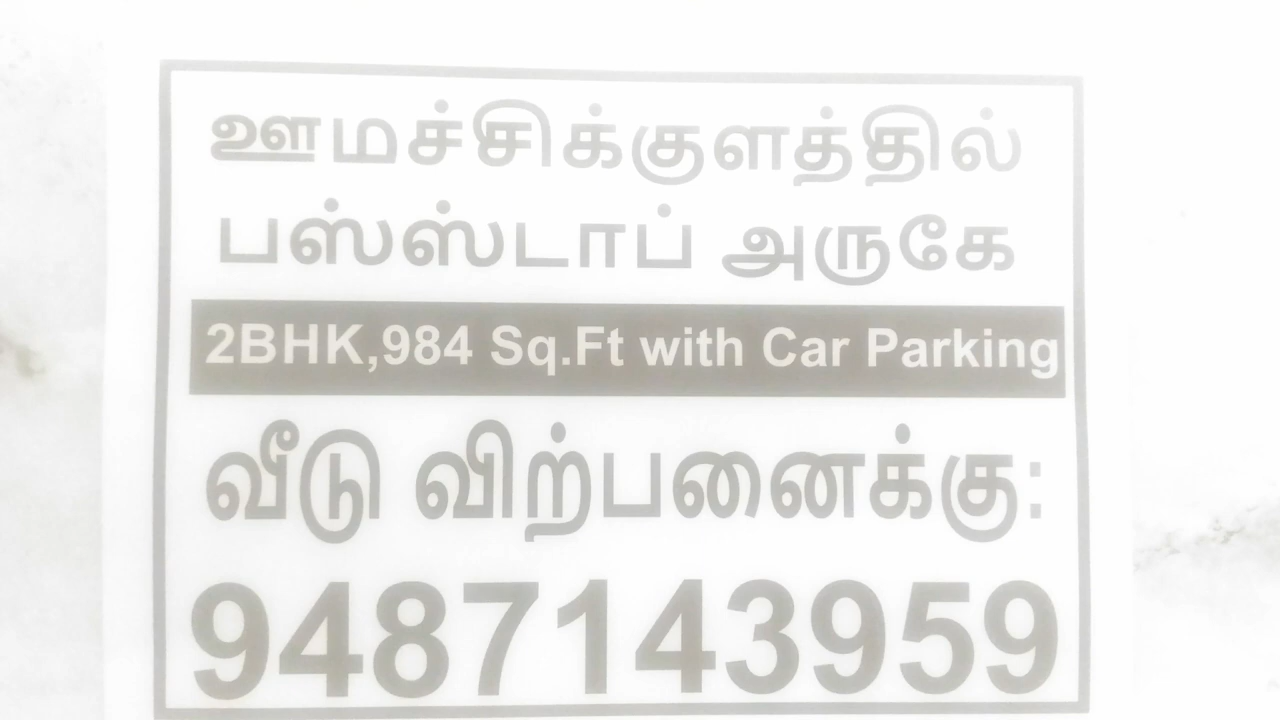 ஊமச்சிக்குளத்தில்
பஸ்ஸ்டாப் அருகே
2BHK,984 Sq.Ft with Car Parking
வீடு விற்பனைக்கு:
9487143959